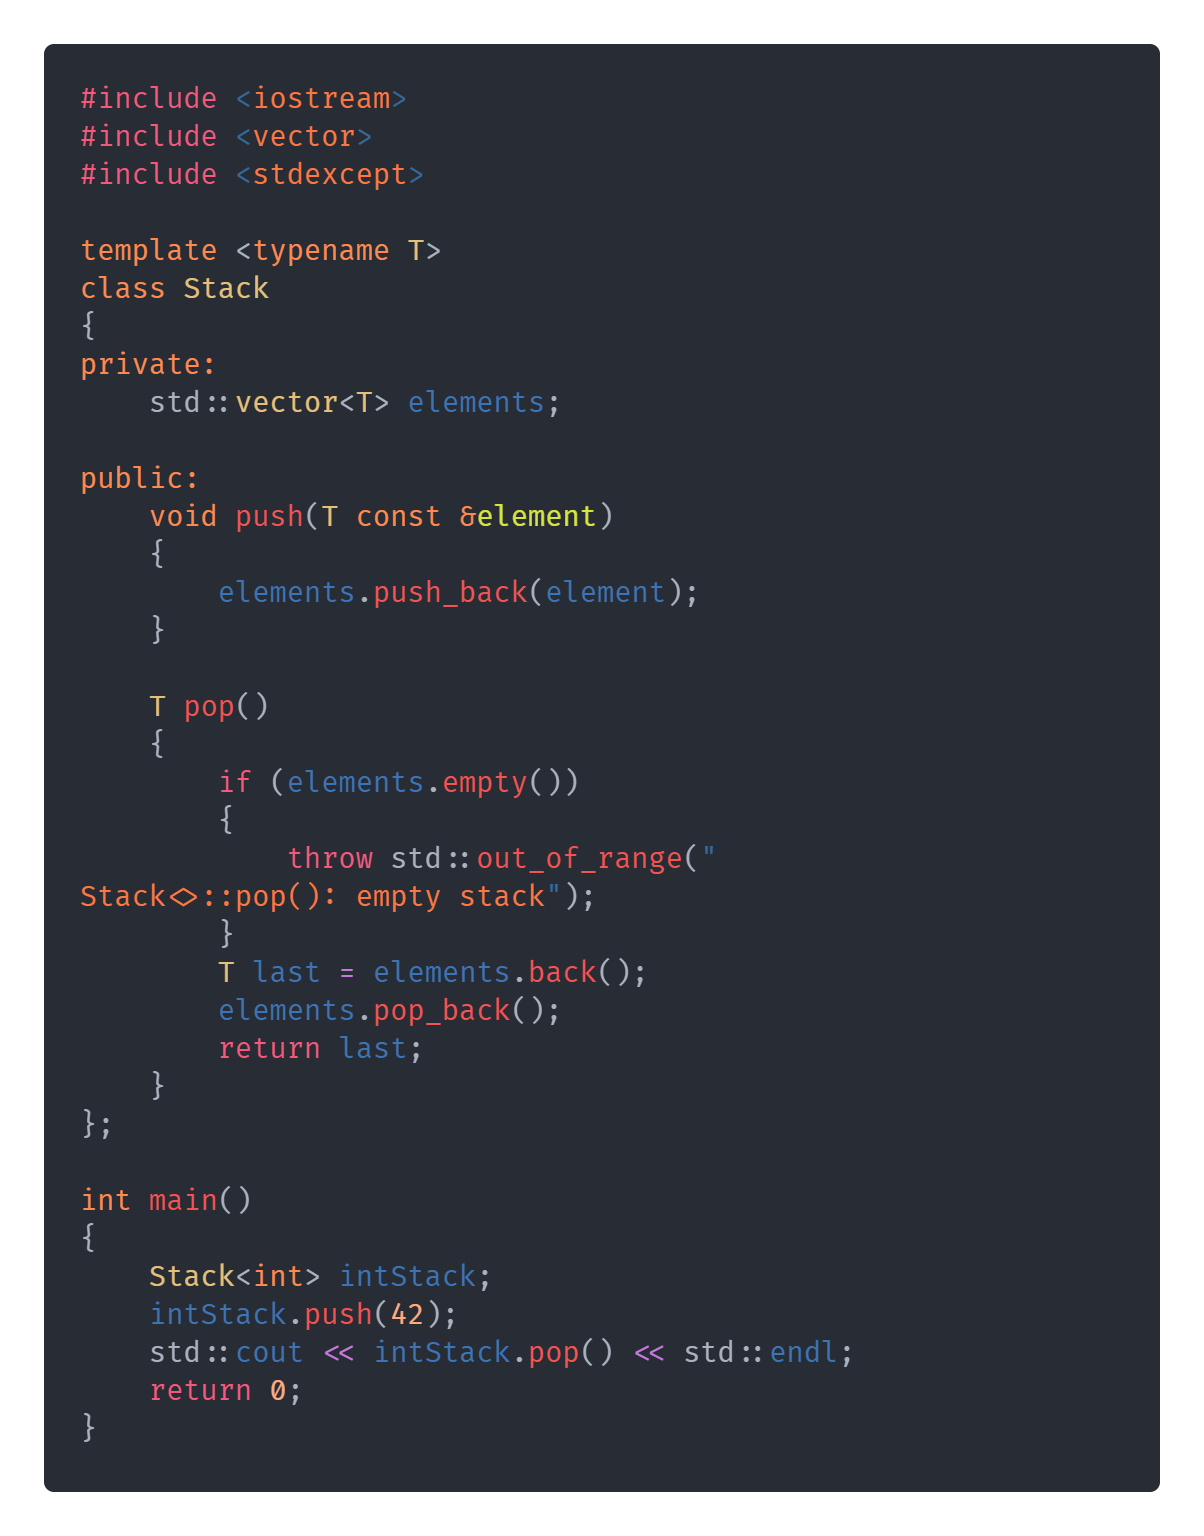 #include <iostream>
#include <vector>
#include <stdexcept>

template <typename T>
class Stack
{
private:
    std::vector<T> elements;

public:
    void push(T const &element)
    {
        elements.push_back(element);
    }

    T pop()
    {
        if (elements.empty())
        {
            throw std::out_of_range("
Stack<>::pop(): empty stack");
        }
        T last = elements.back();
        elements.pop_back();
        return last;
    }
};

int main()
{
    Stack<int> intStack;
    intStack.push(42);
    std::cout << intStack.pop() << std::endl;
    return 0;
}